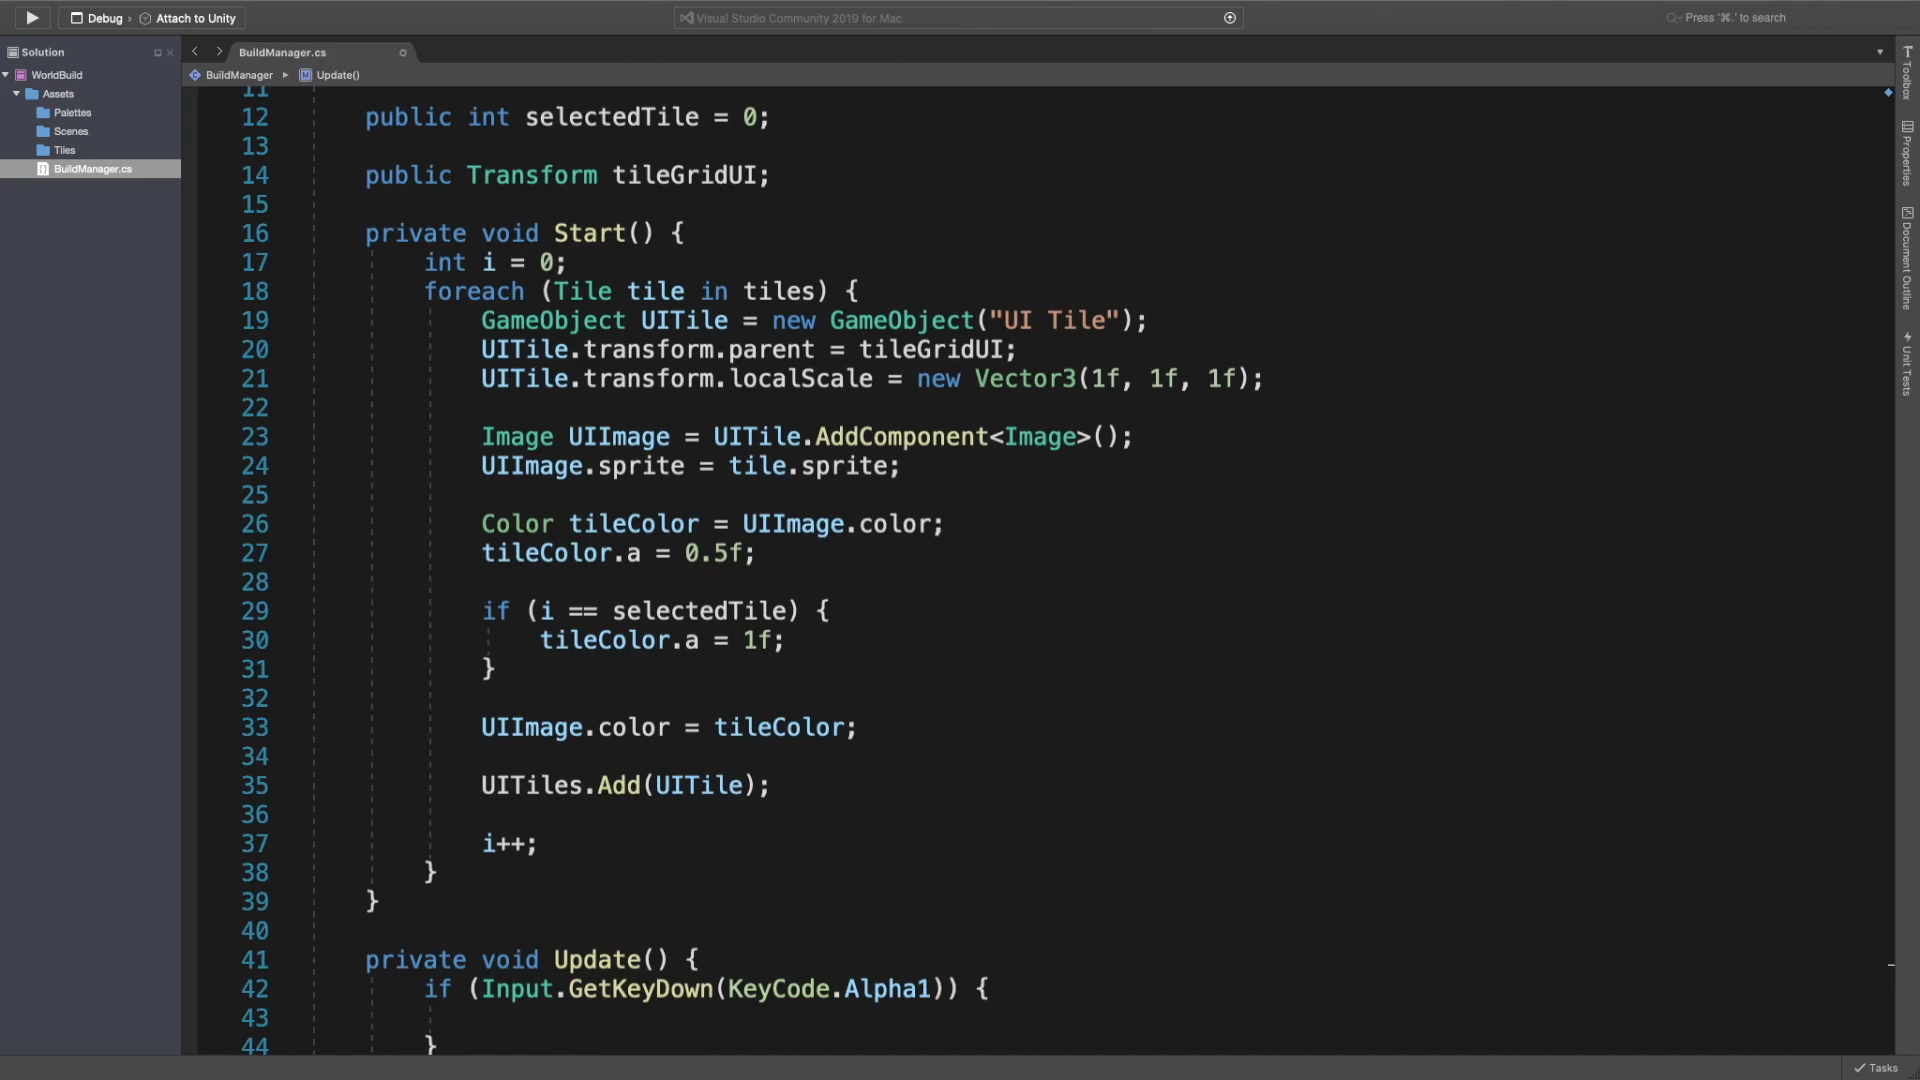 Debug › Attach to Unity
Visual Studio Community 2019 for Mac
Press '⌘.' to search
Solution
WorldBuild
Assets
Palettes
Scenes
Tiles
BuildManager.cs
BuildManager.cs
BuildManager ▸ Update()
11
12 public int selectedTile = 0;
13
14 public Transform tileGridUI;
15
16 private void Start() {
17 int i = 0;
18 foreach (Tile tile in tiles) {
19 GameObject UITile = new GameObject("UI Tile");
20 UITile.transform.parent = tileGridUI;
21 UITile.transform.localScale = new Vector3(1f, 1f, 1f);
22
23 Image UIImage = UITile.AddComponent<Image>();
24 UIImage.sprite = tile.sprite;
25
26 Color tileColor = UIImage.color;
27 tileColor.a = 0.5f;
28
29 if (i == selectedTile) {
30 tileColor.a = 1f;
31 }
32
33 UIImage.color = tileColor;
34
35 UITiles.Add(UITile);
36
37 i++;
38 }
39 }
40
41 private void Update() {
42 if (Input.GetKeyDown(KeyCode.Alpha1)) {
43
44 }
Toolbox
Properties
Document Outline
Unit Tests
Tasks